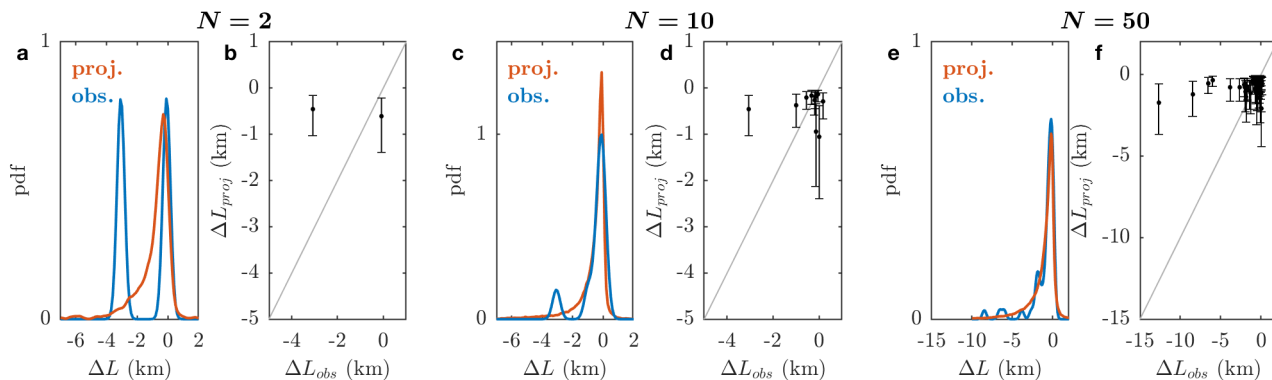 N = 2
N = 10
N = 50
a
1
0
pdf
proj.
obs.
-6 -4 -2 0 2
ΔL (km)
b
1
0
-1
-2
-3
-4
-5
ΔL_proj (km)
-4 -2 0
ΔL_obs (km)
c
1
0
pdf
proj.
obs.
-6 -4 -2 0 2
ΔL (km)
d
1
0
-1
-2
-3
-4
-5
ΔL_proj (km)
-4 -2 0
ΔL_obs (km)
e
1
0
pdf
proj.
obs.
-15 -10 -5 0
ΔL (km)
f
0
-5
-10
-15
ΔL_proj (km)
-15 -10 -5 0
ΔL_obs (km)